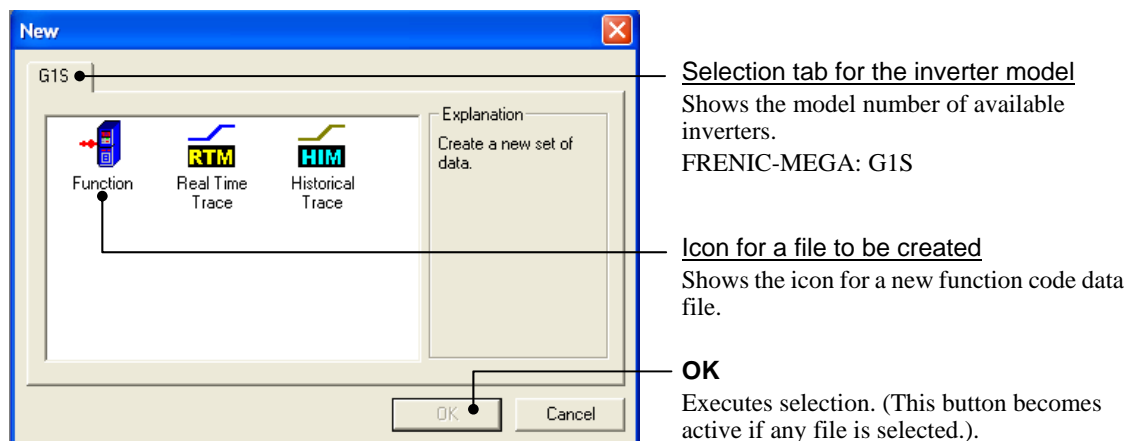 New
G1S
Function
Real Time
Trace
Historical
Trace
RTM
HIM
Explanation
Create a new set of
data.
OK
Cancel
Selection tab for the inverter model
Shows the model number of available
inverters.
FRENIC-MEGA: G1S
Icon for a file to be created
Shows the icon for a new function code data
file.
OK
Executes selection. (This button becomes
active if any file is selected.).